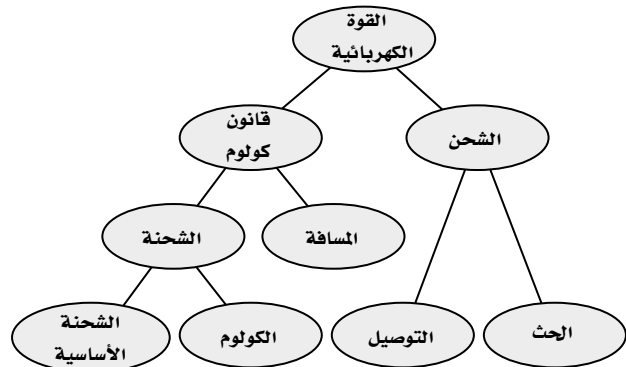 القوة
الكهربائية
قانون
كولوم
الشحن
الشحنة
المسافة
الشحنة
الأساسية
الكولوم
التوصيل
الحث